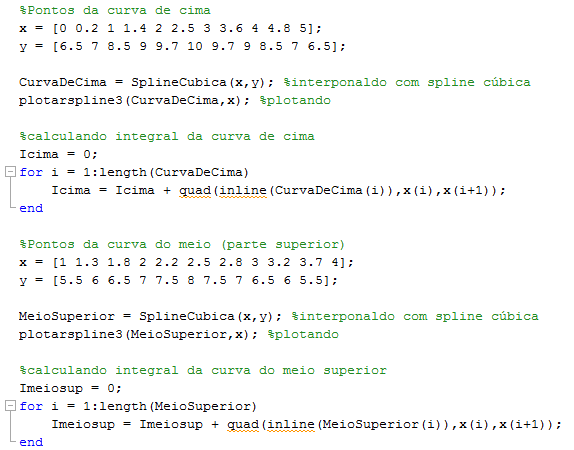 %Pontos da curva de cima
x = [0 0.2 1 1.4 2 2.5 3 3.6 4 4.8 5];
y = [6.5 7 8.5 9 9.7 10 9.7 9 8.5 7 6.5];
CurvaDeCima = SplineCubica(x,y); %interponaldo com spline cúbica
plotarspline3(CurvaDeCima,x); %plotando
%calculando integral da curva de cima
Icima = 0;
for i = 1:length(CurvaDeCima)
Icima = Icima + quad(inline(CurvaDeCima(i)),x(i),x(i+1));
end
%Pontos da curva do meio (parte superior)
x = [1 1.3 1.8 2 2.2 2.5 2.8 3 3.2 3.7 4];
y = [5.5 6 6.5 7 7.5 8 7.5 7 6.5 6 5.5];
MeioSuperior = SplineCubica(x,y); %interponaldo com spline cúbica
plotarspline3(MeioSuperior,x); %plotando
%calculando integral da curva do meio superior
Imeiosup = 0;
for i = 1:length(MeioSuperior)
Imeiosup = Imeiosup + quad(inline(MeioSuperior(i)),x(i),x(i+1));
end